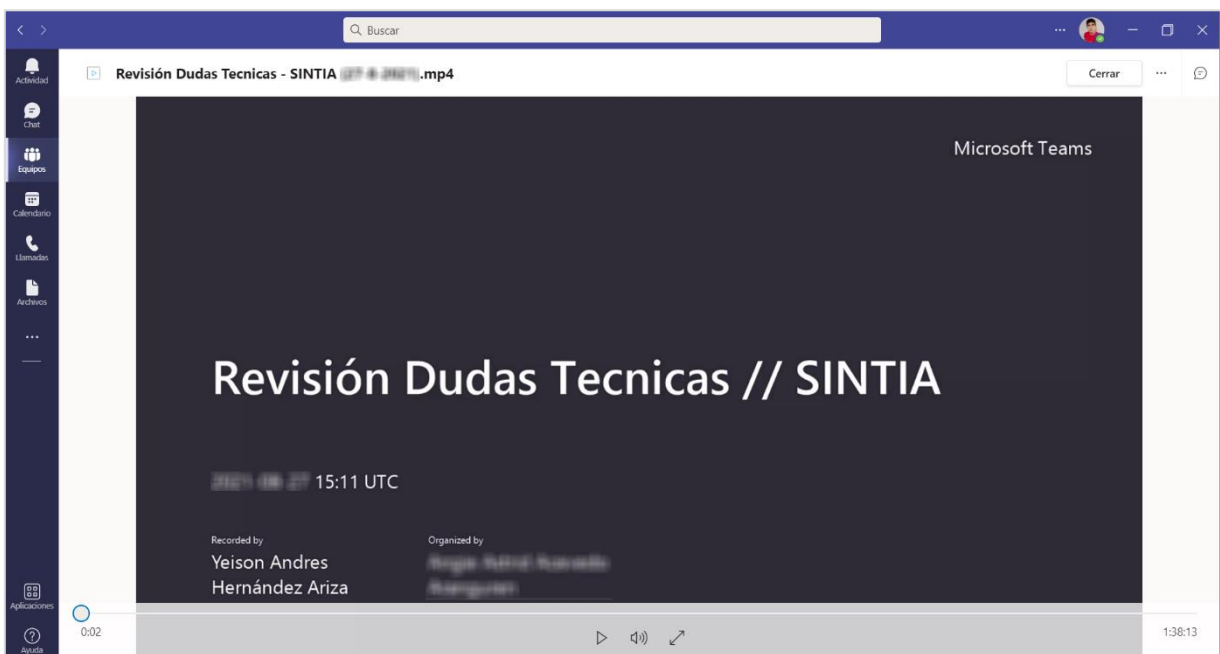 Buscar
Revisión Dudas Tecnicas - SINTIA .mp4
Cerrar
Actividad
Chat
Equipos
Calendario
Llamadas
Archivos
Aplicaciones
Ayuda
Microsoft Teams
Revisión Dudas Tecnicas // SINTIA
15:11 UTC
Recorded by
Yeison Andres
Hernández Ariza
Organized by
0:02
1:38:13